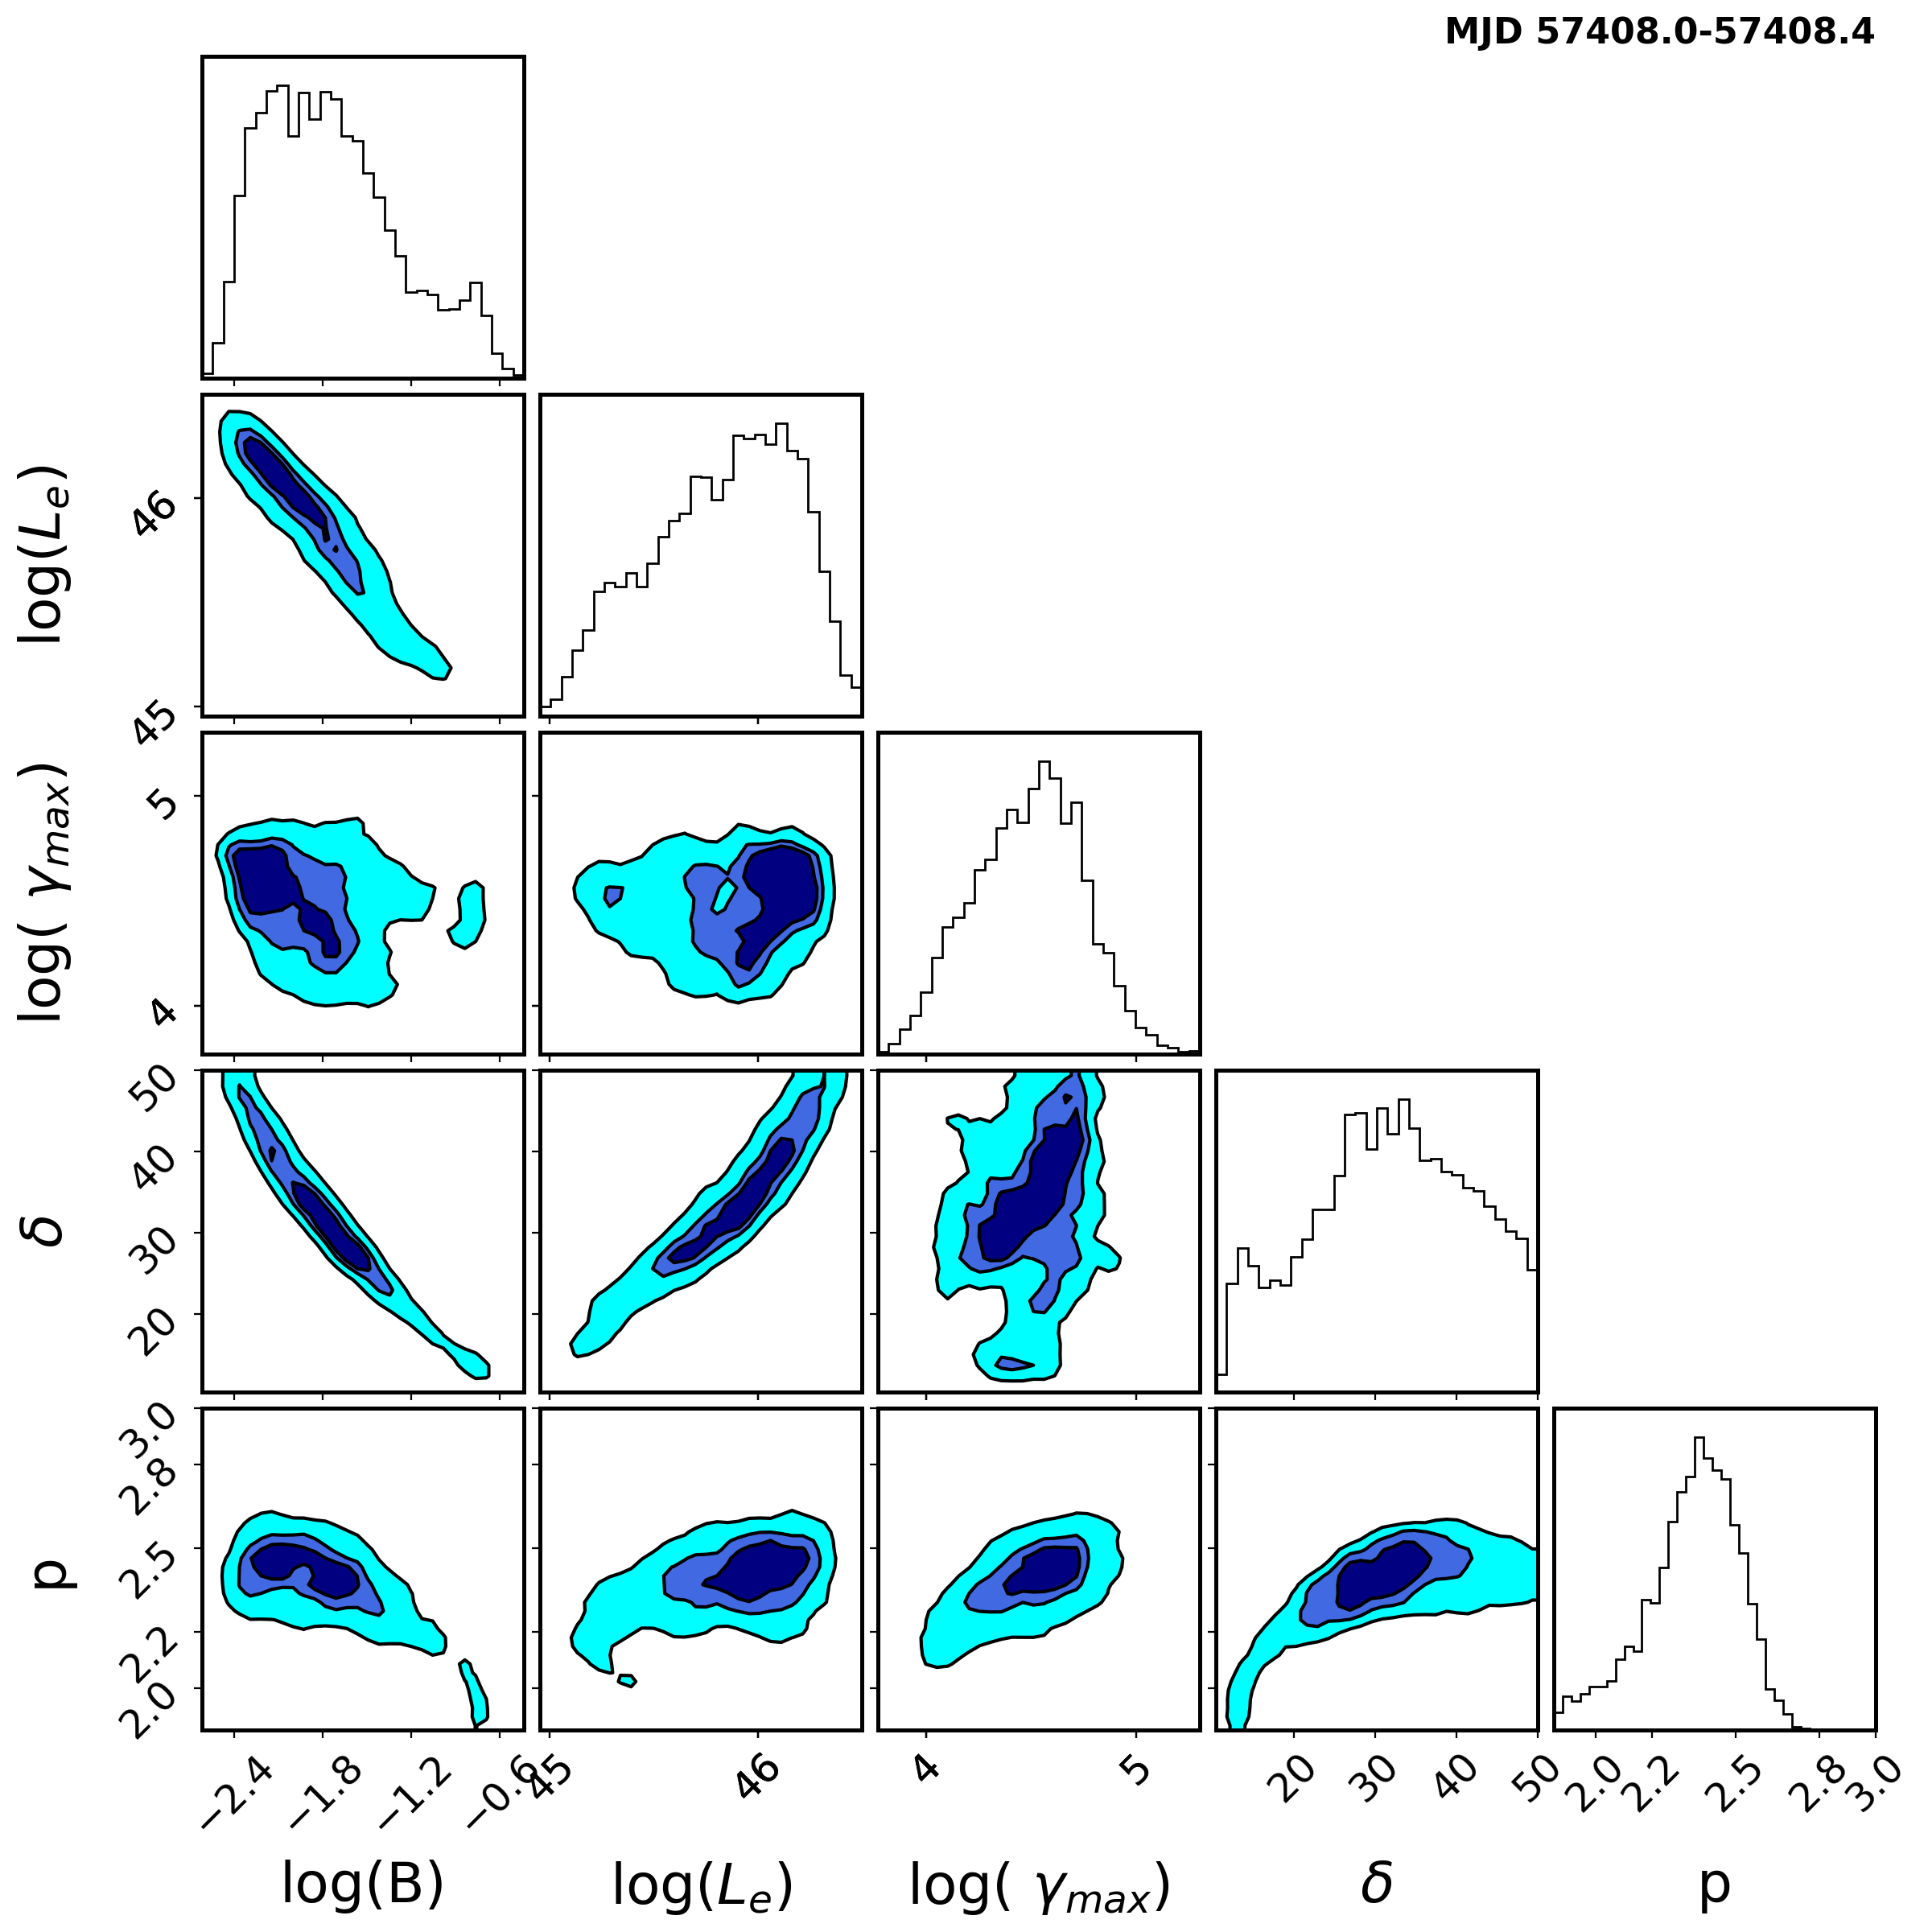 MJD 57408.0-57408.4
log(Lₑ)
46
45
log( γₘₐₓ)
5
4
δ
50
40
30
20
p
3.0
2.8
2.5
2.2
2.0
−2.4 −1.8 −1.2 −0.6 45 46 4 5 20 30 40 50 2.0 2.2 2.5 2.8 3.0
log(B) log(Lₑ) log( γₘₐₓ) δ p